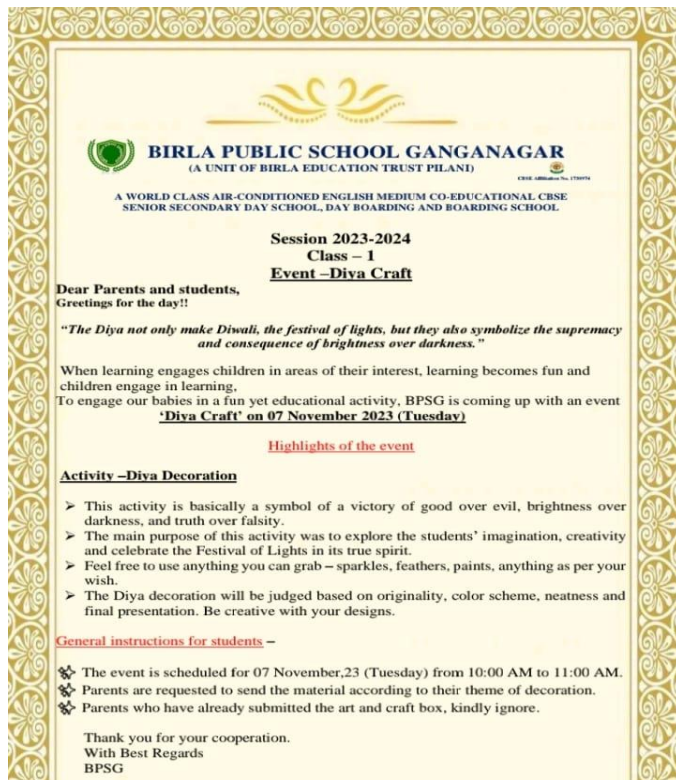 BIRLA PUBLIC SCHOOL GANGANAGAR
(A UNIT OF BIRLA EDUCATION TRUST PILANI)
CBSE Affiliation No. 1730976
A WORLD CLASS AIR-CONDITIONED ENGLISH MEDIUM CO-EDUCATIONAL CBSE
SENIOR SECONDARY DAY SCHOOL, DAY BOARDING AND BOARDING SCHOOL
Session 2023-2024
Class – 1
Event –Diya Craft
Dear Parents and students,
Greetings for the day!!
“The Diya not only make Diwali, the festival of lights, but they also symbolize the supremacy
and consequence of brightness over darkness.”
When learning engages children in areas of their interest, learning becomes fun and
children engage in learning,
To engage our babies in a fun yet educational activity, BPSG is coming up with an event
‘Diya Craft’ on 07 November 2023 (Tuesday)
Highlights of the event
Activity –Diya Decoration
➢ This activity is basically a symbol of a victory of good over evil, brightness over
darkness, and truth over falsity.
➢ The main purpose of this activity was to explore the students’ imagination, creativity
and celebrate the Festival of Lights in its true spirit.
➢ Feel free to use anything you can grab – sparkles, feathers, paints, anything as per your
wish.
➢ The Diya decoration will be judged based on originality, color scheme, neatness and
final presentation. Be creative with your designs.
General instructions for students –
The event is scheduled for 07 November,23 (Tuesday) from 10:00 AM to 11:00 AM.
Parents are requested to send the material according to their theme of decoration.
Parents who have already submitted the art and craft box, kindly ignore.
Thank you for your cooperation.
With Best Regards
BPSG